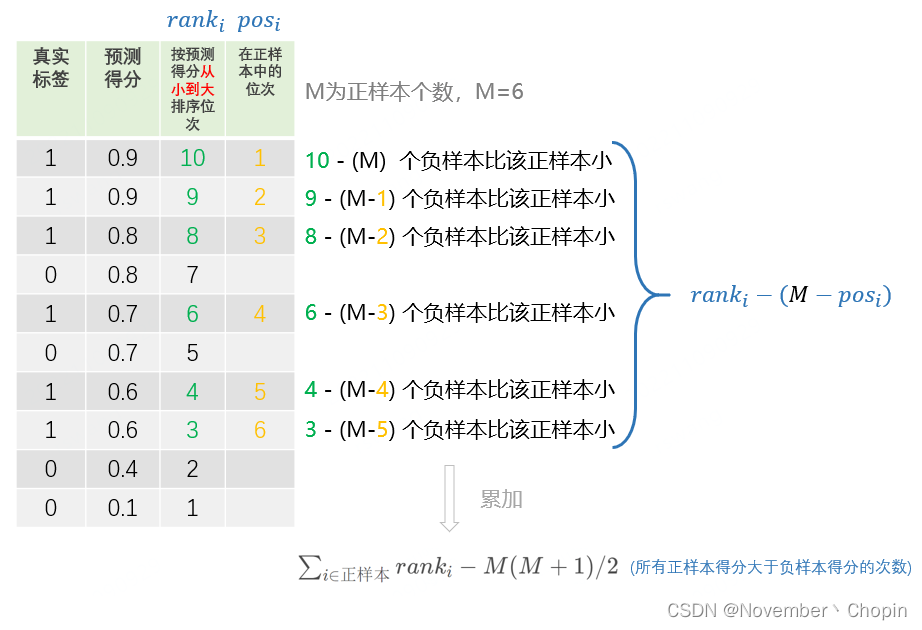 rank_i pos_i
真实标签 预测得分 按预测得分从小到大排序位次 在正样本中的位次
M为正样本个数，M=6
1 0.9 10 1 10 - (M) 个负样本比该正样本小
1 0.9 9 2 9 - (M-1) 个负样本比该正样本小
1 0.8 8 3 8 - (M-2) 个负样本比该正样本小
0 0.8 7
1 0.7 6 4 6 - (M-3) 个负样本比该正样本小
0 0.7 5
1 0.6 4 5 4 - (M-4) 个负样本比该正样本小
1 0.6 3 6 3 - (M-5) 个负样本比该正样本小
0 0.4 2
0 0.1 1
rank_i − (M − pos_i)
累加
∑_{i∈正样本} rank_i − M(M + 1)/2 (所有正样本得分大于负样本得分的次数)
CSDN @November丶Chopin